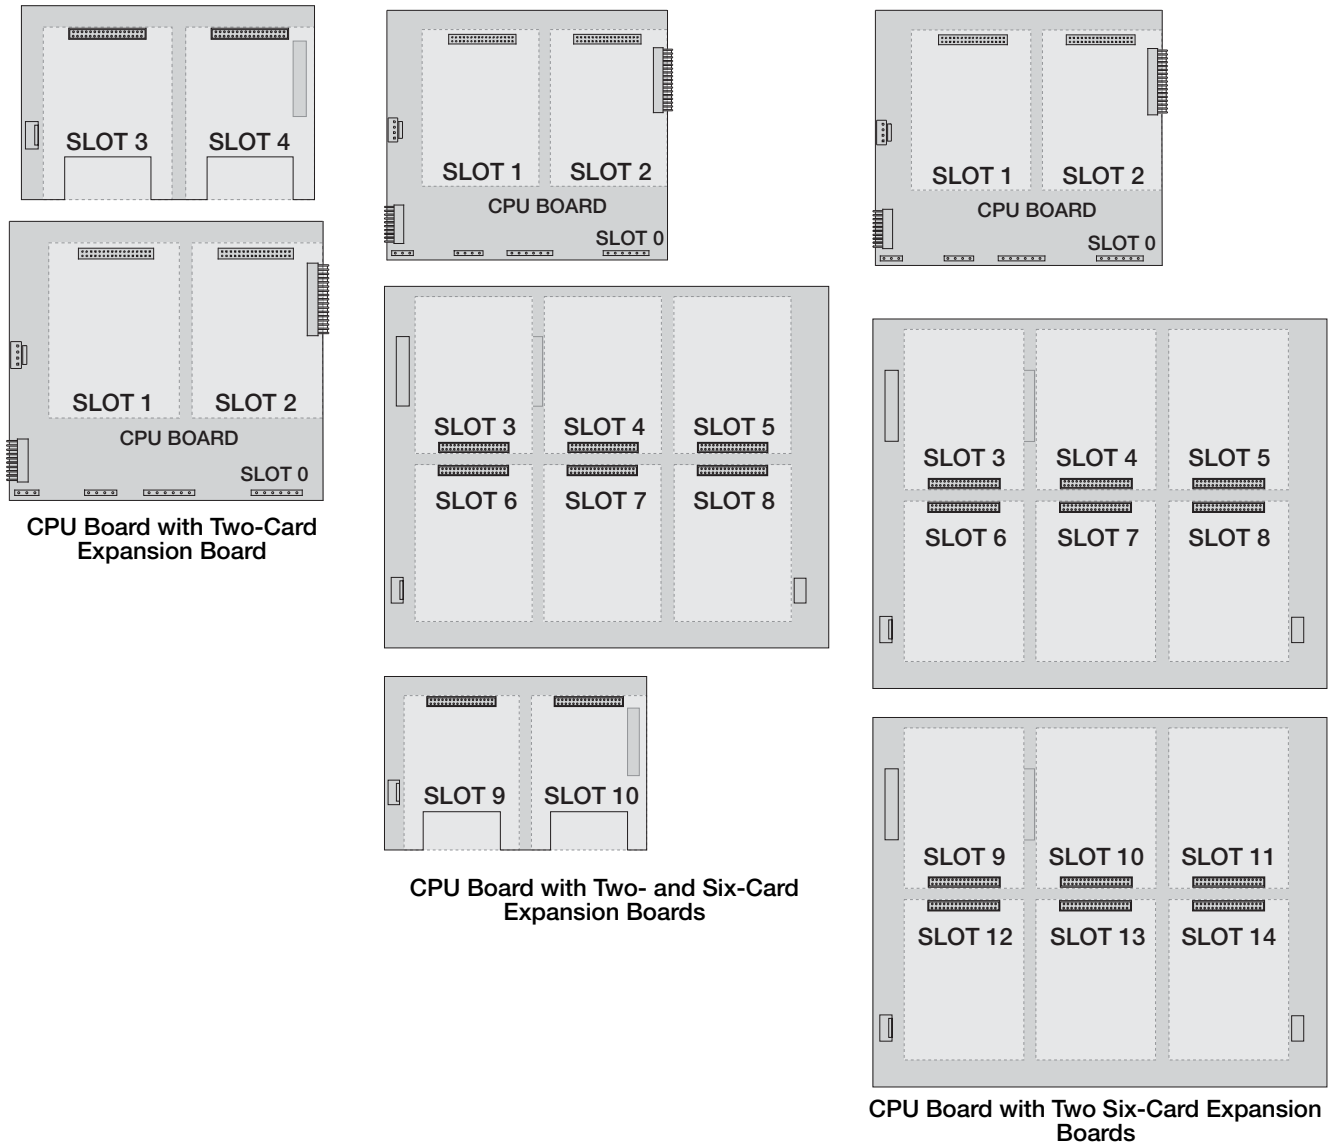 SLOT 3 SLOT 4
SLOT 1 SLOT 2
CPU BOARD
SLOT 0
CPU Board with Two-Card
Expansion Board
SLOT 1 SLOT 2
CPU BOARD
SLOT 0
SLOT 3 SLOT 4 SLOT 5
SLOT 6 SLOT 7 SLOT 8
SLOT 9 SLOT 10
CPU Board with Two- and Six-Card
Expansion Boards
SLOT 1 SLOT 2
CPU BOARD
SLOT 0
SLOT 3 SLOT 4 SLOT 5
SLOT 6 SLOT 7 SLOT 8
SLOT 9 SLOT 10 SLOT 11
SLOT 12 SLOT 13 SLOT 14
CPU Board with Two Six-Card Expansion
Boards